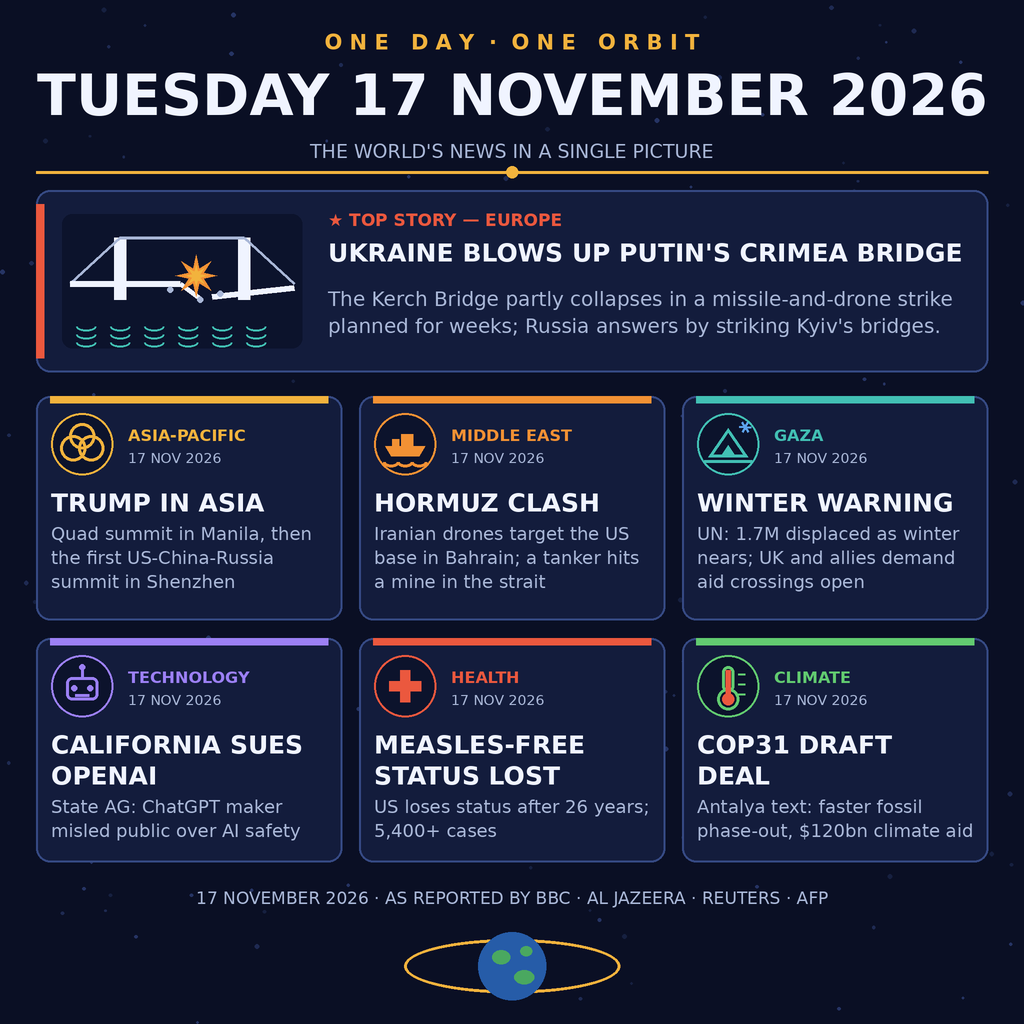 ONE DAY · ONE ORBIT
TUESDAY 17 NOVEMBER 2026
THE WORLD'S NEWS IN A SINGLE PICTURE
★ TOP STORY — EUROPE
UKRAINE BLOWS UP PUTIN'S CRIMEA BRIDGE
The Kerch Bridge partly collapses in a missile-and-drone strike
planned for weeks; Russia answers by striking Kyiv's bridges.
ASIA-PACIFIC
17 NOV 2026
TRUMP IN ASIA
Quad summit in Manila, then
the first US-China-Russia
summit in Shenzhen
MIDDLE EAST
17 NOV 2026
HORMUZ CLASH
Iranian drones target the US
base in Bahrain; a tanker hits
a mine in the strait
GAZA
17 NOV 2026
WINTER WARNING
UN: 1.7M displaced as winter
nears; UK and allies demand
aid crossings open
TECHNOLOGY
17 NOV 2026
CALIFORNIA SUES
OPENAI
State AG: ChatGPT maker
misled public over AI safety
HEALTH
17 NOV 2026
MEASLES-FREE
STATUS LOST
US loses status after 26 years;
5,400+ cases
CLIMATE
17 NOV 2026
COP31 DRAFT
DEAL
Antalya text: faster fossil
phase-out, $120bn climate aid
17 NOVEMBER 2026 · AS REPORTED BY BBC · AL JAZEERA · REUTERS · AFP